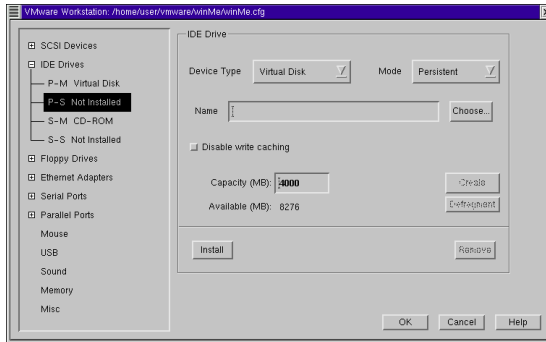 VMware Workstation: /home/user/vmware/winMe/winMe.cfg
SCSI Devices
IDE Drives
P-M Virtual Disk
P-S Not Installed
S-M CD-ROM
S-S Not Installed
Floppy Drives
Ethernet Adapters
Serial Ports
Parallel Ports
Mouse
USB
Sound
Memory
Misc
IDE Drive
Device Type Virtual Disk Mode Persistent
Name Choose...
Disable write caching
Capacity (MB): 4000 Create
Available (MB): 8276 Defragment
Install Remove
OK Cancel Help